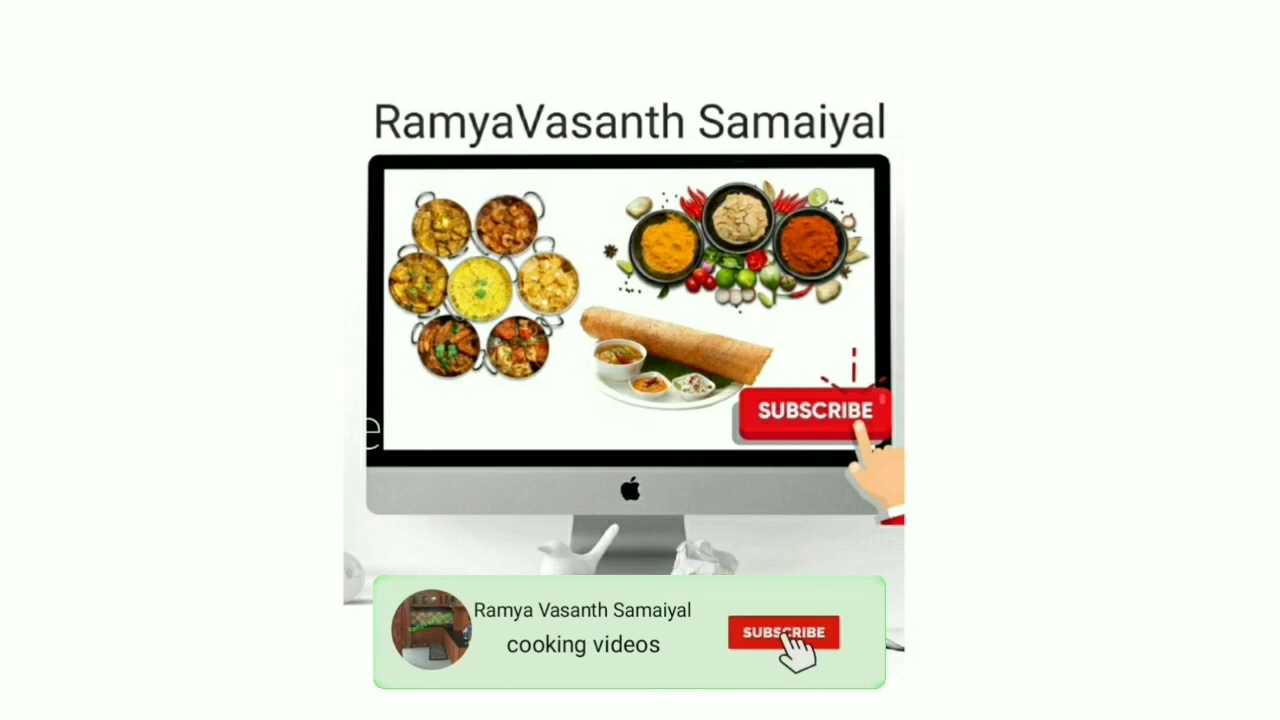 RamyaVasanth Samaiyal
SUBSCRIBE
e
Ramya Vasanth Samaiyal
cooking videos
SUBSCRIBE